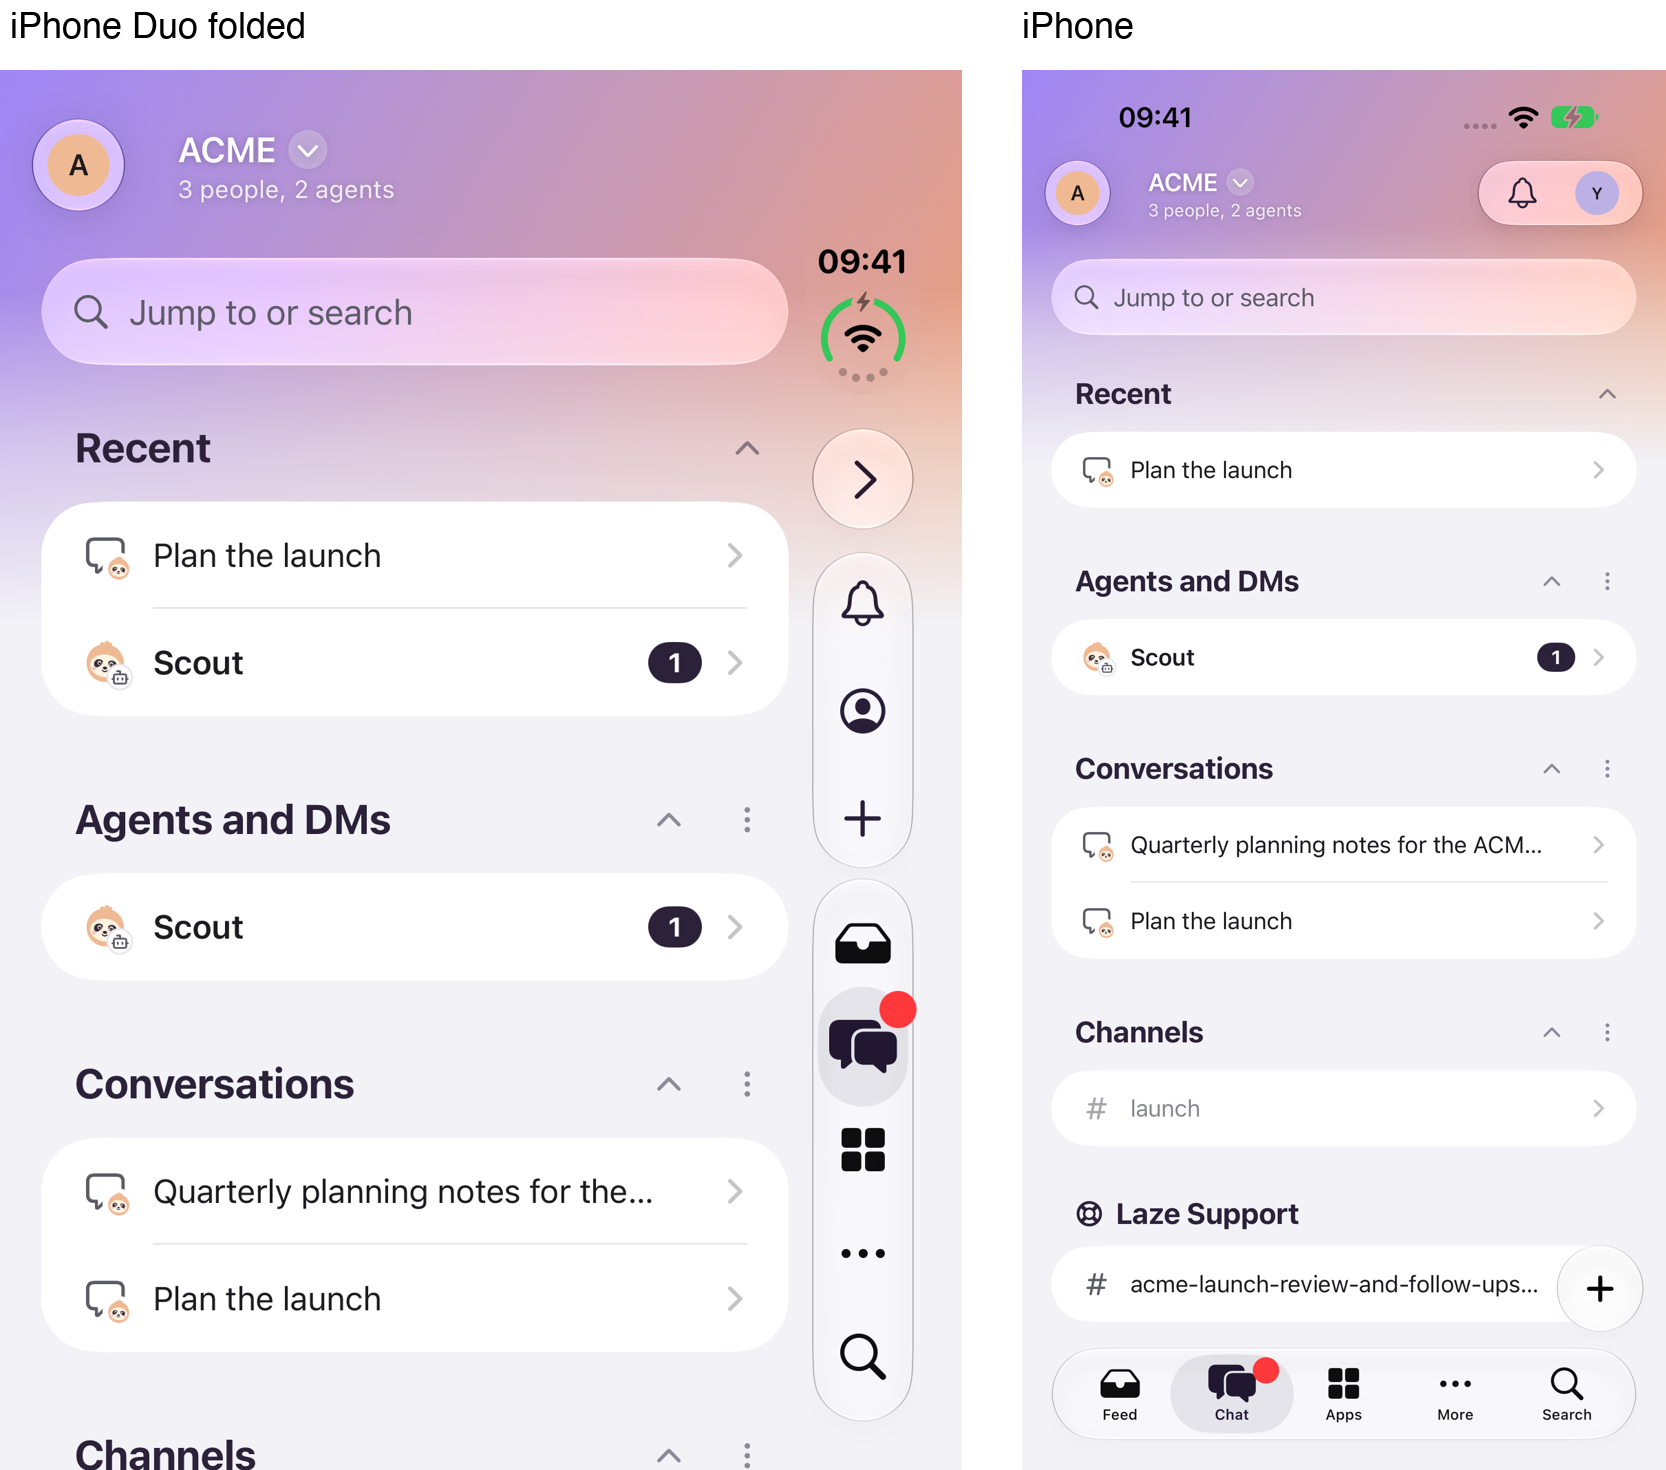 iPhone Duo folded
A
ACME
3 people, 2 agents
09:41
Jump to or search
Recent
Plan the launch
Scout
1
Agents and DMs
Scout
1
Conversations
Quarterly planning notes for the...
Plan the launch
Channels
iPhone
09:41
A
ACME
3 people, 2 agents
Y
Jump to or search
Recent
Plan the launch
Agents and DMs
Scout
1
Conversations
Quarterly planning notes for the ACM...
Plan the launch
Channels
# launch
Laze Support
# acme-launch-review-and-follow-ups...
Feed
Chat
Apps
More
Search